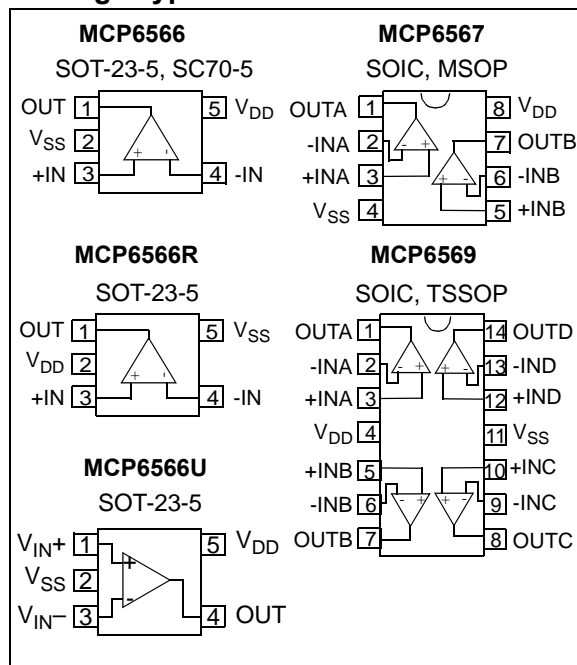 MCP6566
SOT-23-5, SC70-5
OUT 1 5 VDD
VSS 2
+IN 3 4 -IN
+ -
MCP6567
SOIC, MSOP
OUTA 1 8 VDD
-INA 2 7 OUTB
+INA 3 6 -INB
VSS 4 5 +INB
- +
+ -
MCP6566R
SOT-23-5
OUT 1 5 VSS
VDD 2
+IN 3 4 -IN
+ -
MCP6569
SOIC, TSSOP
OUTA 1 14 OUTD
-INA 2 13 -IND
+INA 3 12 +IND
VDD 4 11 VSS
+INB 5 10 +INC
-INB 6 9 -INC
OUTB 7 8 OUTC
- + + -
- + + -
MCP6566U
SOT-23-5
VIN+ 1 5 VDD
VSS 2
VIN– 3 4 OUT
+
-